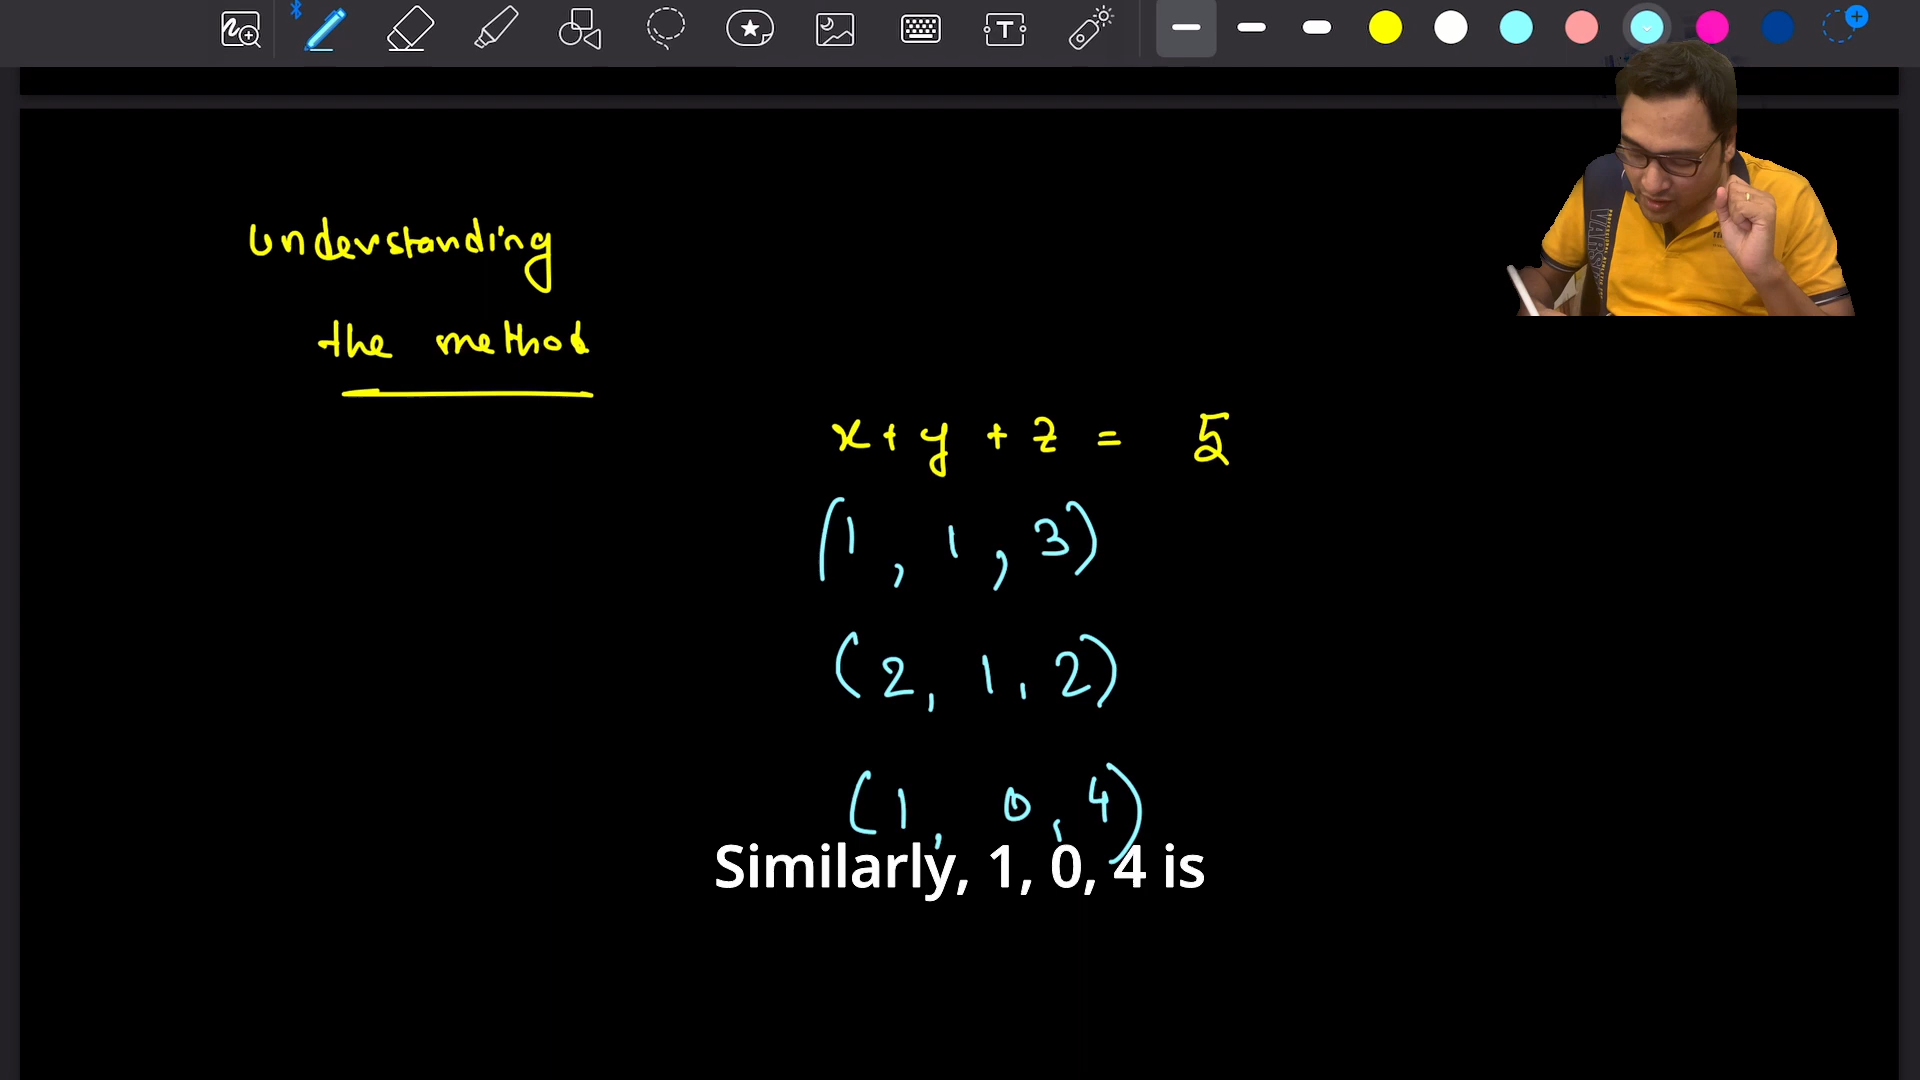 understanding
the method
x + y + z = 5
(1, 1, 3)
(2, 1, 2)
(1, 0, 4)
Similarly, 1, 0, 4 is